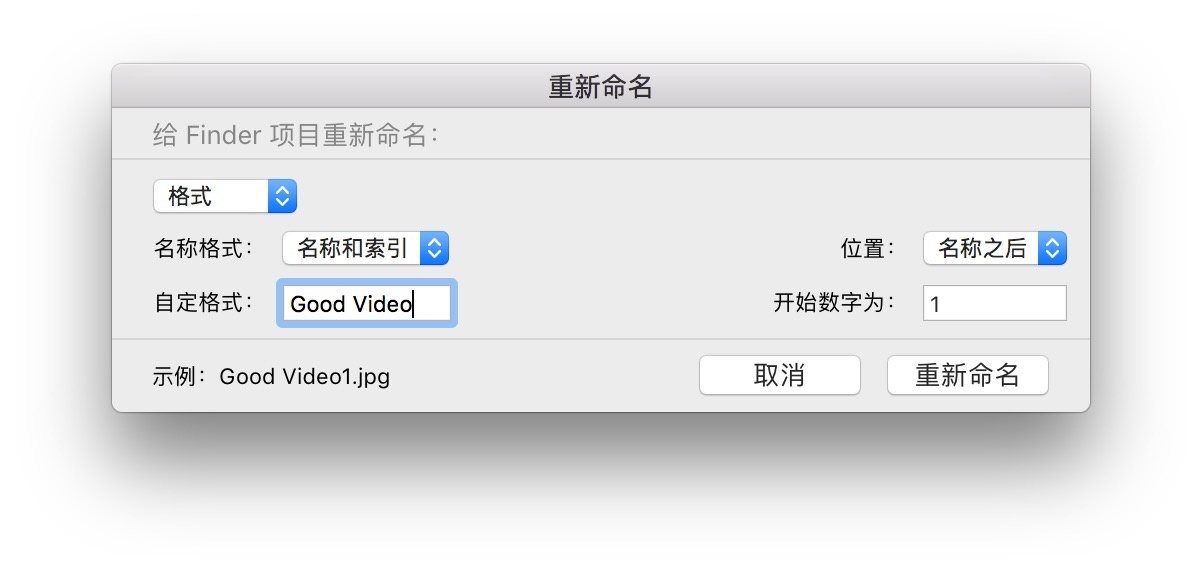 重新命名
给 Finder 项目重新命名：
格式
名称格式： 名称和索引 位置： 名称之后
自定格式： Good Video 开始数字为： 1
示例：Good Video1.jpg 取消 重新命名